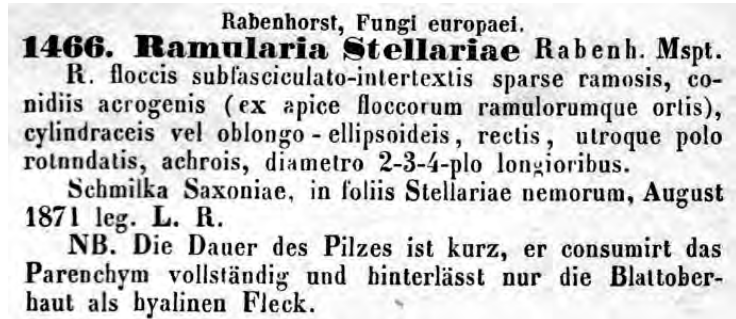 Rabenhorst, Fungi europaei.
1466. Ramularia Stellariae Rabenh. Mspt.
R. floccis subfasciculato-intertextis sparse ramosis, co-
nidiis acrogenis (ex apice floccorum ramulorumque ortis),
cylindraceis vel oblongo - ellipsoideis, rectis, utroque polo
rotnndatis, achrois, diametro 2-3-4-plo longioribus.
Schmilka Saxoniae, in foliis Stellariae nemorum, August
1871 leg. L. R.
NB. Die Dauer des Pilzes ist kurz, er consumirt das
Parenchym vollständig und hinterlässt nur die Blattober-
haut als hyalinen Fleck.